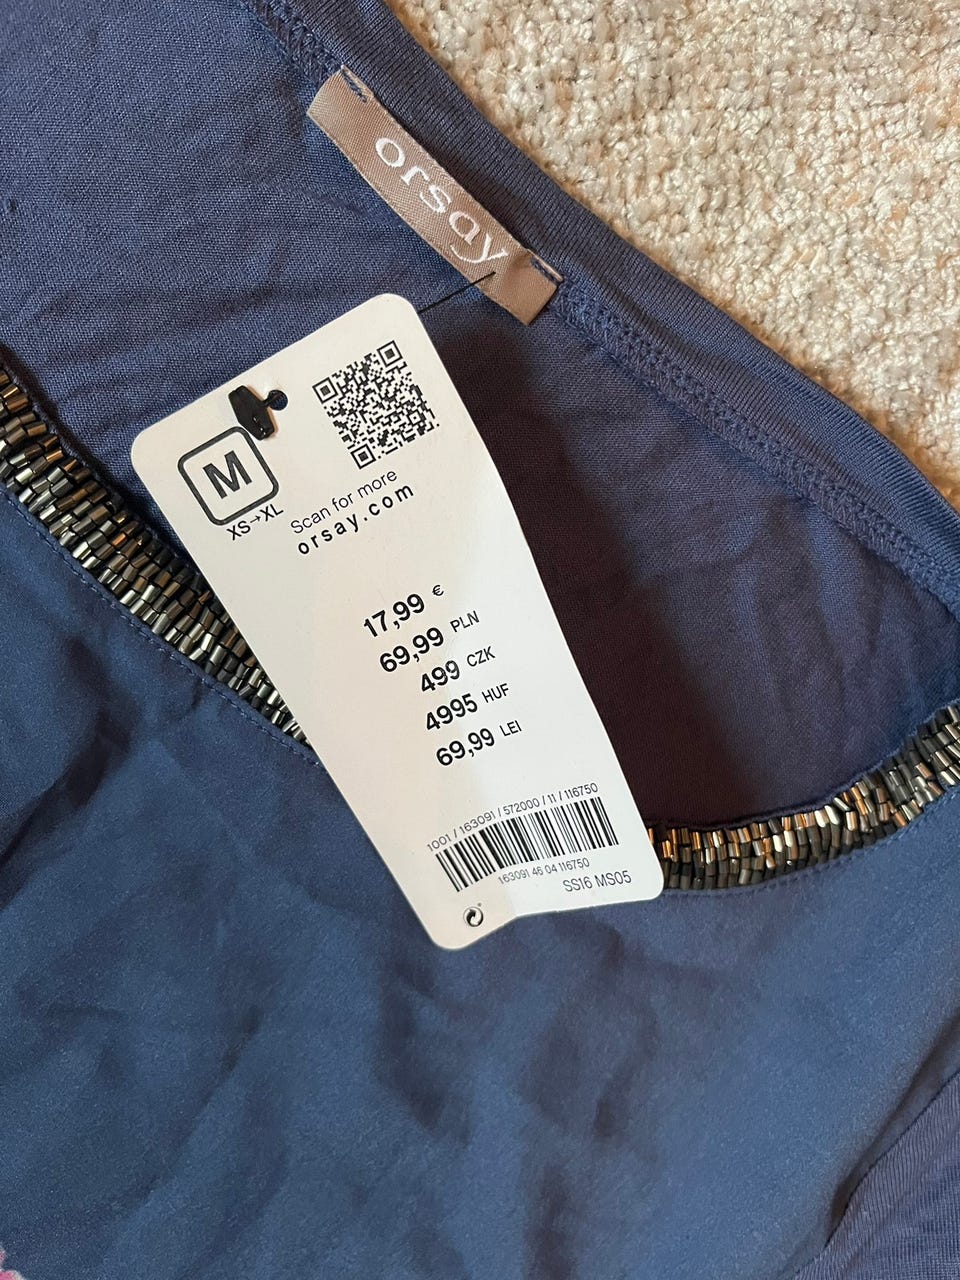 orsay
M
XS→XL
Scan for more
orsay.com
17,99 €
69,99 PLN
499 CZK
4995 HUF
69,99 LEI
1001 / 163091 / 572000 / 11 / 116750
163091 46 04 116750
SS16 MS05